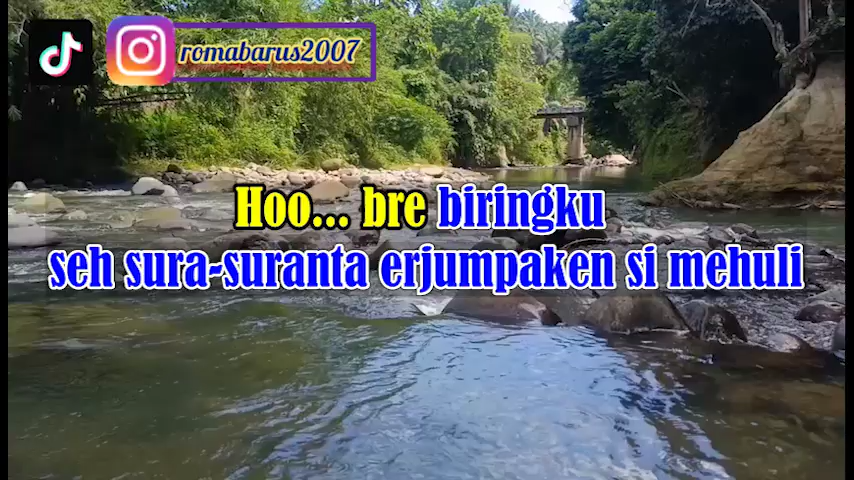 romabarus2007
Hoo... bre biringku
seh sura-suranta erjumpaken si mehuli